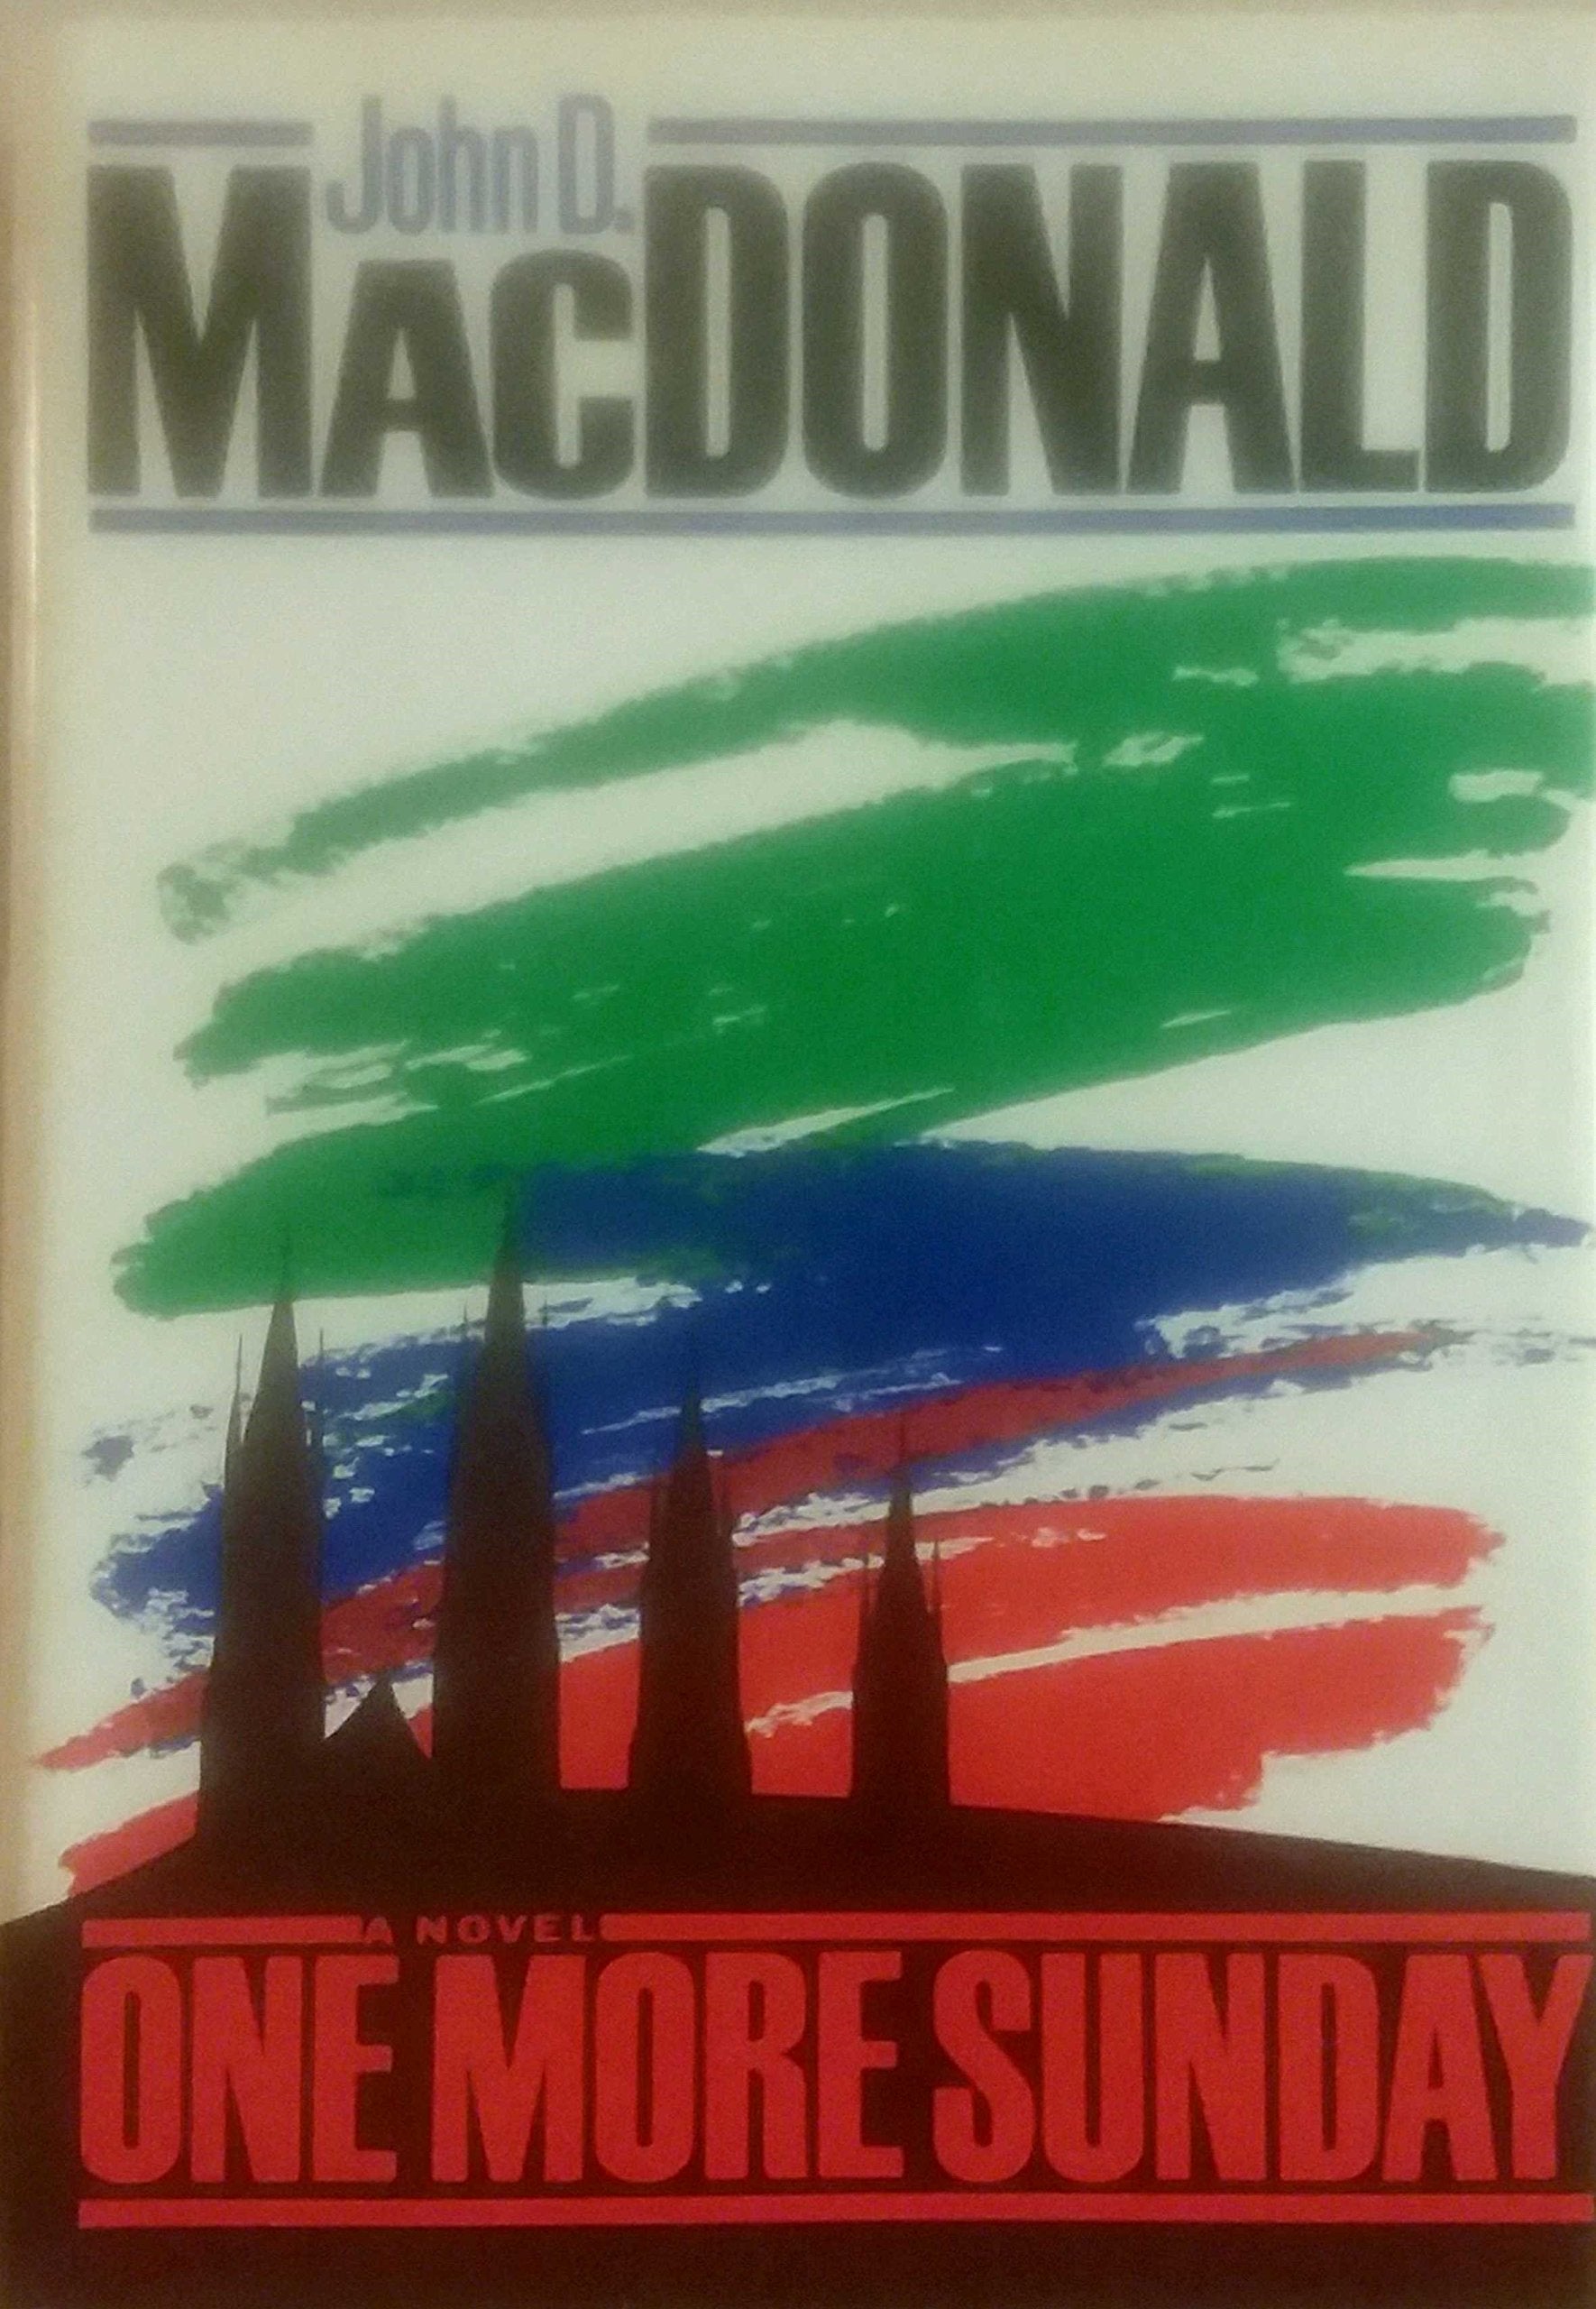 John D.
MACDONALD
A NOVEL
ONE MORE SUNDAY